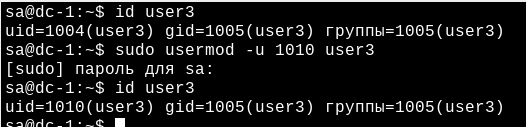 sa@dc-1:~$ id user3
uid=1004(user3) gid=1005(user3) группы=1005(user3)
sa@dc-1:~$ sudo usermod -u 1010 user3
[sudo] пароль для sa:
sa@dc-1:~$ id user3
uid=1010(user3) gid=1005(user3) группы=1005(user3)
sa@dc-1:~$